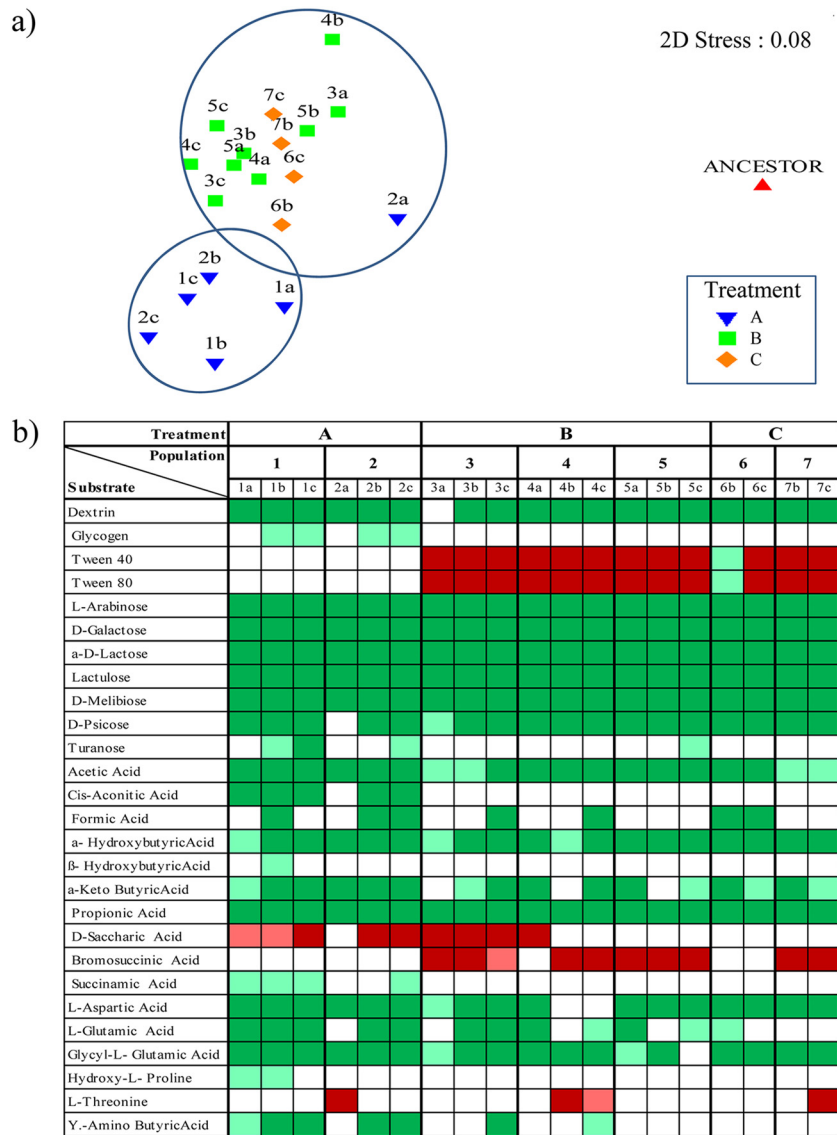 a)
4b
2D Stress : 0.08
3a
7c
5c
5b
7b
3b
4c
5a
4a
6c
3c
2a
ANCESTOR
6b
2b
1c
1a
2c
1b
Treatment
A
B
C
b)
Treatment A B C
Population 1 2 3 4 5 6 7
Substrate 1a 1b 1c 2a 2b 2c 3a 3b 3c 4a 4b 4c 5a 5b 5c 6b 6c 7b 7c
Dextrin
Glycogen
Tween 40
Tween 80
L-Arabinose
D-Galactose
a-D-Lactose
Lactulose
D-Melibiose
D-Psicose
Turanose
Acetic Acid
Cis-Aconitic Acid
Formic Acid
a- HydroxybutyricAcid
ß- HydroxybutyricAcid
a-Keto ButyricAcid
Propionic Acid
D-Saccharic Acid
Bromosuccinic Acid
Succinamic Acid
L-Aspartic Acid
L-Glutamic Acid
Glycyl-L- Glutamic Acid
Hydroxy-L- Proline
L-Threonine
Y.-Amino ButyricAcid